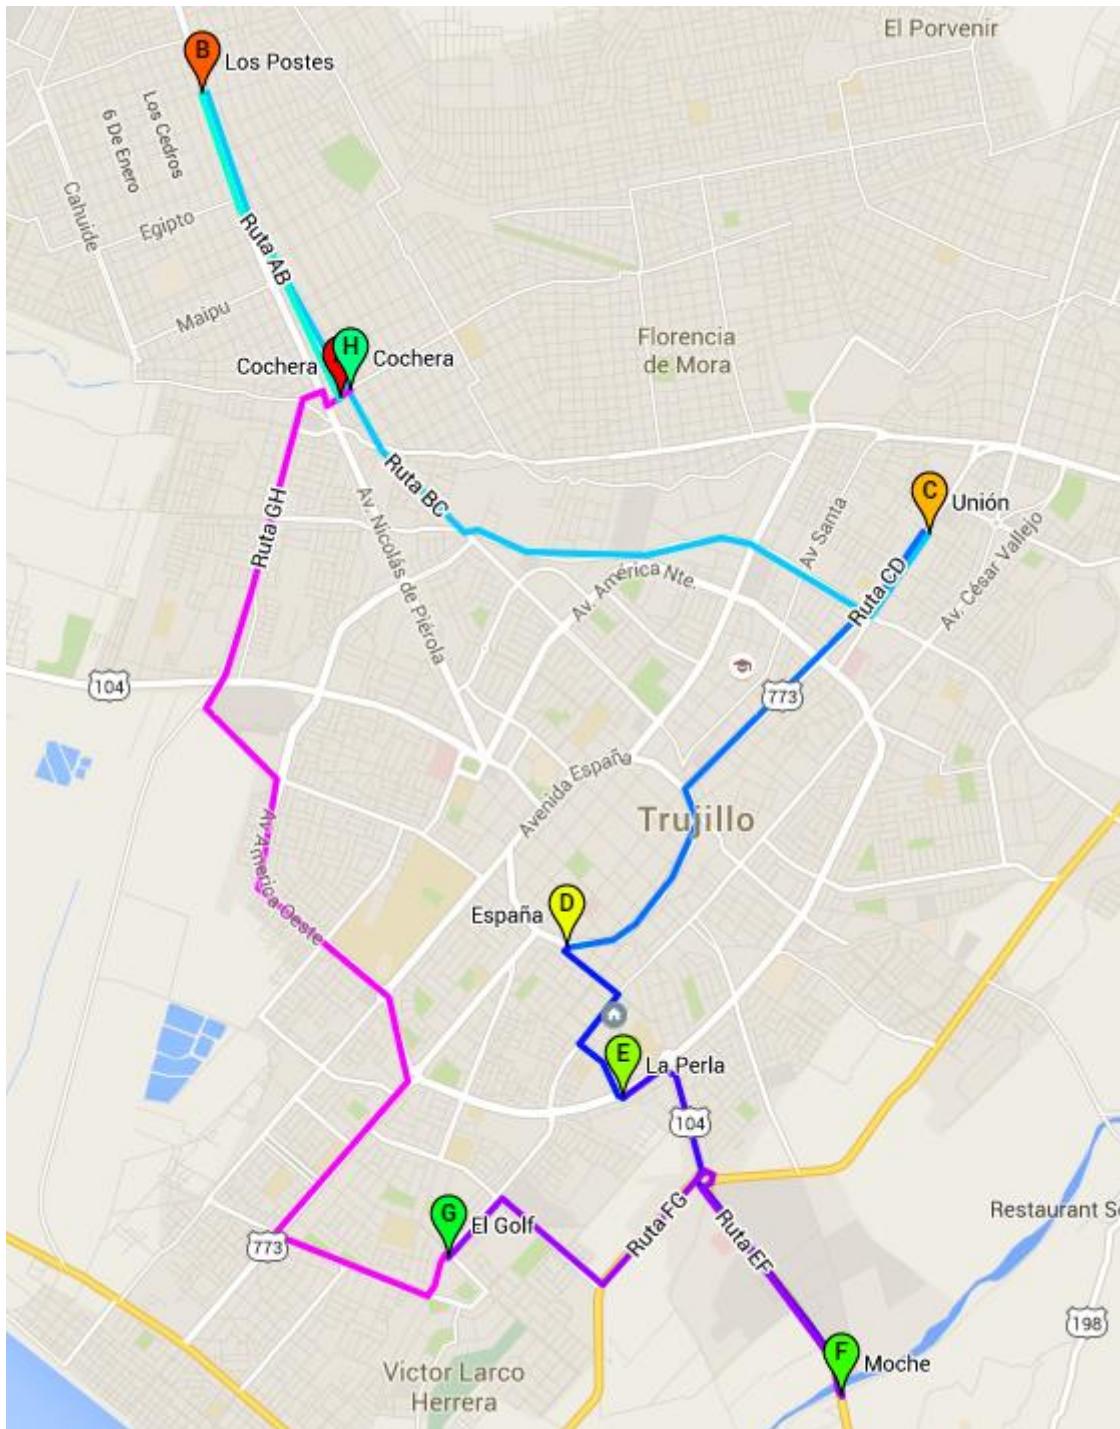 El Porvenir
B
Los Postes
Los Cedros
6 De Enero
Cahuide
Egipto
Ruta AB
Maipu
Florencia
de Mora
H
Cochera
Cochera
Ruta BC
C
Unión
Ruta GH
Av. Nicolás de Piérola
Av Santa
Av. César Vallejo
Av. América Nte.
Ruta CD
104
773
Avenida España
Trujillo
Av America Oeste
D
España
E
La Perla
104
Restaurant S
G
El Golf
Ruta FG
Ruta EF
773
198
F
Moche
Victor Larco
Herrera